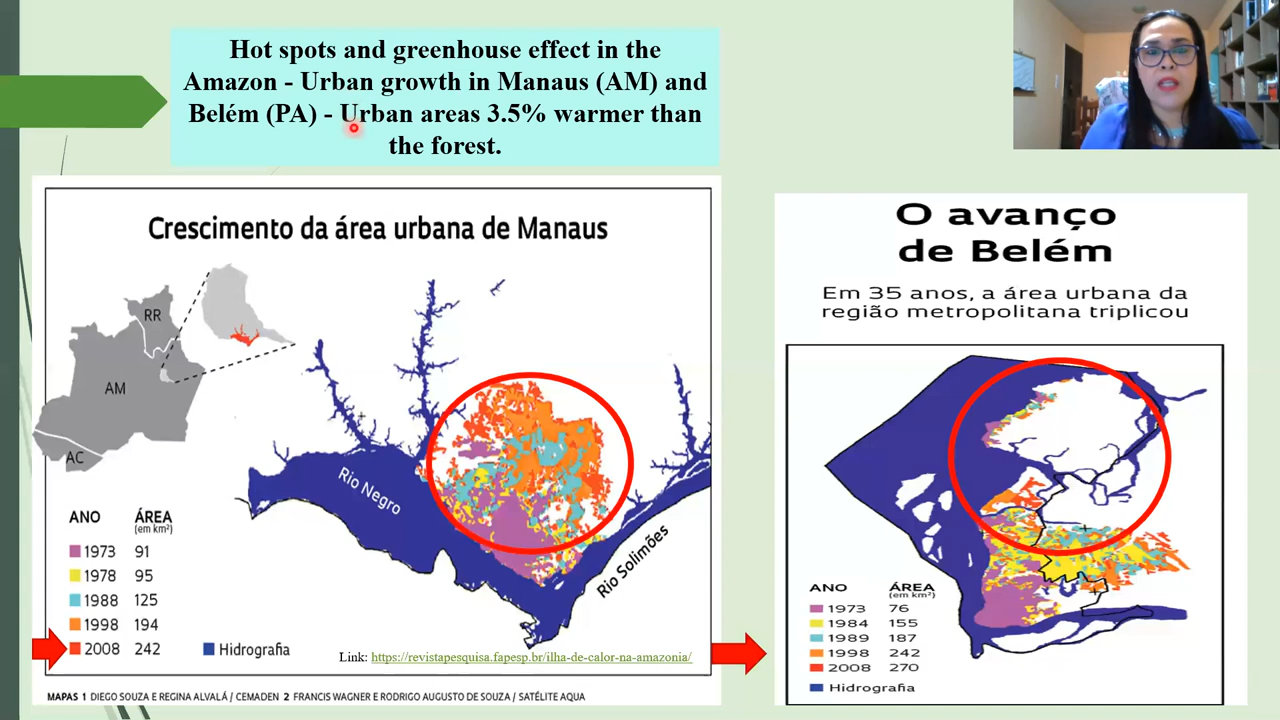 Hot spots and greenhouse effect in the
Amazon - Urban growth in Manaus (AM) and
Belém (PA) - Urban areas 3.5% warmer than
the forest.
Crescimento da área urbana de Manaus
RR
AM
AC
Rio Negro
Rio Solimões
ANO ÁREA
(em km²)
1973 91
1978 95
1988 125
1998 194
2008 242
Hidrografia
Link: https://revistapesquisa.fapesp.br/ilha-de-calor-na-amazonia/
MAPAS 1 DIEGO SOUZA E REGINA ALVALÁ / CEMADEN 2 FRANCIS WAGNER E RODRIGO AUGUSTO DE SOUZA / SATÉLITE AQUA
O avanço
de Belém
Em 35 anos, a área urbana da
região metropolitana triplicou
ANO ÁREA
(em km²)
1973 76
1984 155
1989 187
1998 242
2008 270
Hidrografia